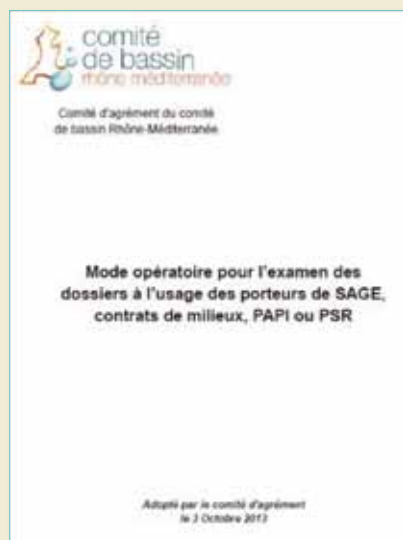 comité
de bassin
rhône méditerranée
Comité d'agrément du comité
de bassin Rhône-Méditerranée
Mode opératoire pour l'examen des
dossiers à l'usage des porteurs de SAGE,
contrats de milieux, PAPI ou PSR
Adopté par le comité d'agrément
le 3 Octobre 2013